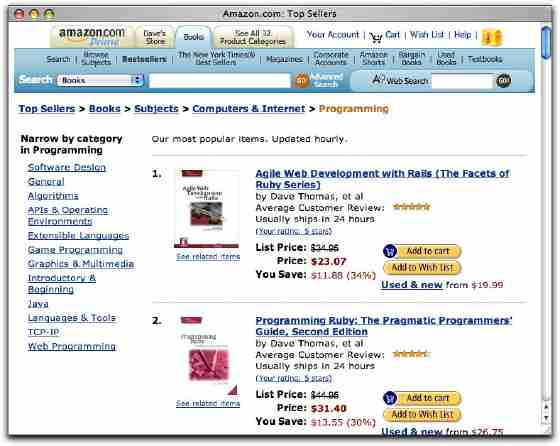 Amazon.com: Top Sellers
amazon.com
Prime
Dave's
Store
Books
See All 32
Product Categories
Your Account | Cart | Wish List | Help |
Search | Browse
Subjects | Bestsellers | The New York Times®
Best Sellers | Magazines | Corporate
Accounts | Amazon
Shorts | Bargain
Books | Used
Books | Textbooks
Search Books GO! Advanced
Search Web Search GO!
Top Sellers > Books > Subjects > Computers & Internet > Programming
Narrow by category
in Programming
Software Design
General
Algorithms
APIs & Operating
Environments
Extensible Languages
Game Programming
Graphics & Multimedia
Introductory &
Beginning
Java
Languages & Tools
TCP-IP
Web Programming
Our most popular items. Updated hourly.
1.
Agile Web
Development
with Rails
See related items
Agile Web Development with Rails (The Facets of
Ruby Series)
by Dave Thomas, et al
Average Customer Review:
Usually ships in 24 hours
(Your rating: 5 stars)
List Price: $34.95
Price: $23.07
You Save: $11.88 (34%)
Add to cart
Add to Wish List
Used & new from $19.99
2.
Programming
Ruby
See related items
Programming Ruby: The Pragmatic Programmers'
Guide, Second Edition
by Dave Thomas, et al
Average Customer Review:
Usually ships in 24 hours
(Your rating: 5 stars)
List Price: $44.95
Price: $31.40
You Save: $13.55 (30%)
Add to cart
Add to Wish List
Used & new from $26.75